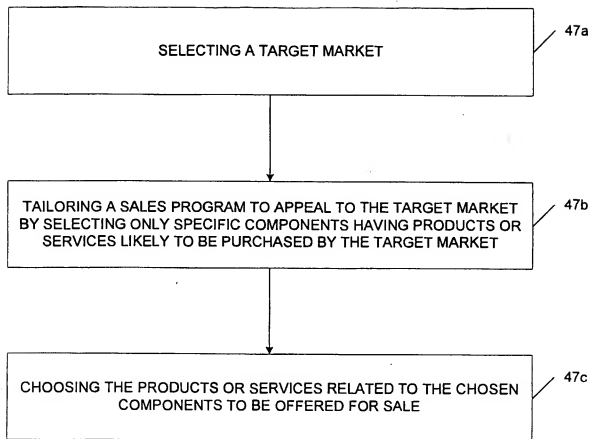 SELECTING A TARGET MARKET
47a
TAILORING A SALES PROGRAM TO APPEAL TO THE TARGET MARKET
BY SELECTING ONLY SPECIFIC COMPONENTS HAVING PRODUCTS OR
SERVICES LIKELY TO BE PURCHASED BY THE TARGET MARKET
47b
CHOOSING THE PRODUCTS OR SERVICES RELATED TO THE CHOSEN
COMPONENTS TO BE OFFERED FOR SALE
47c